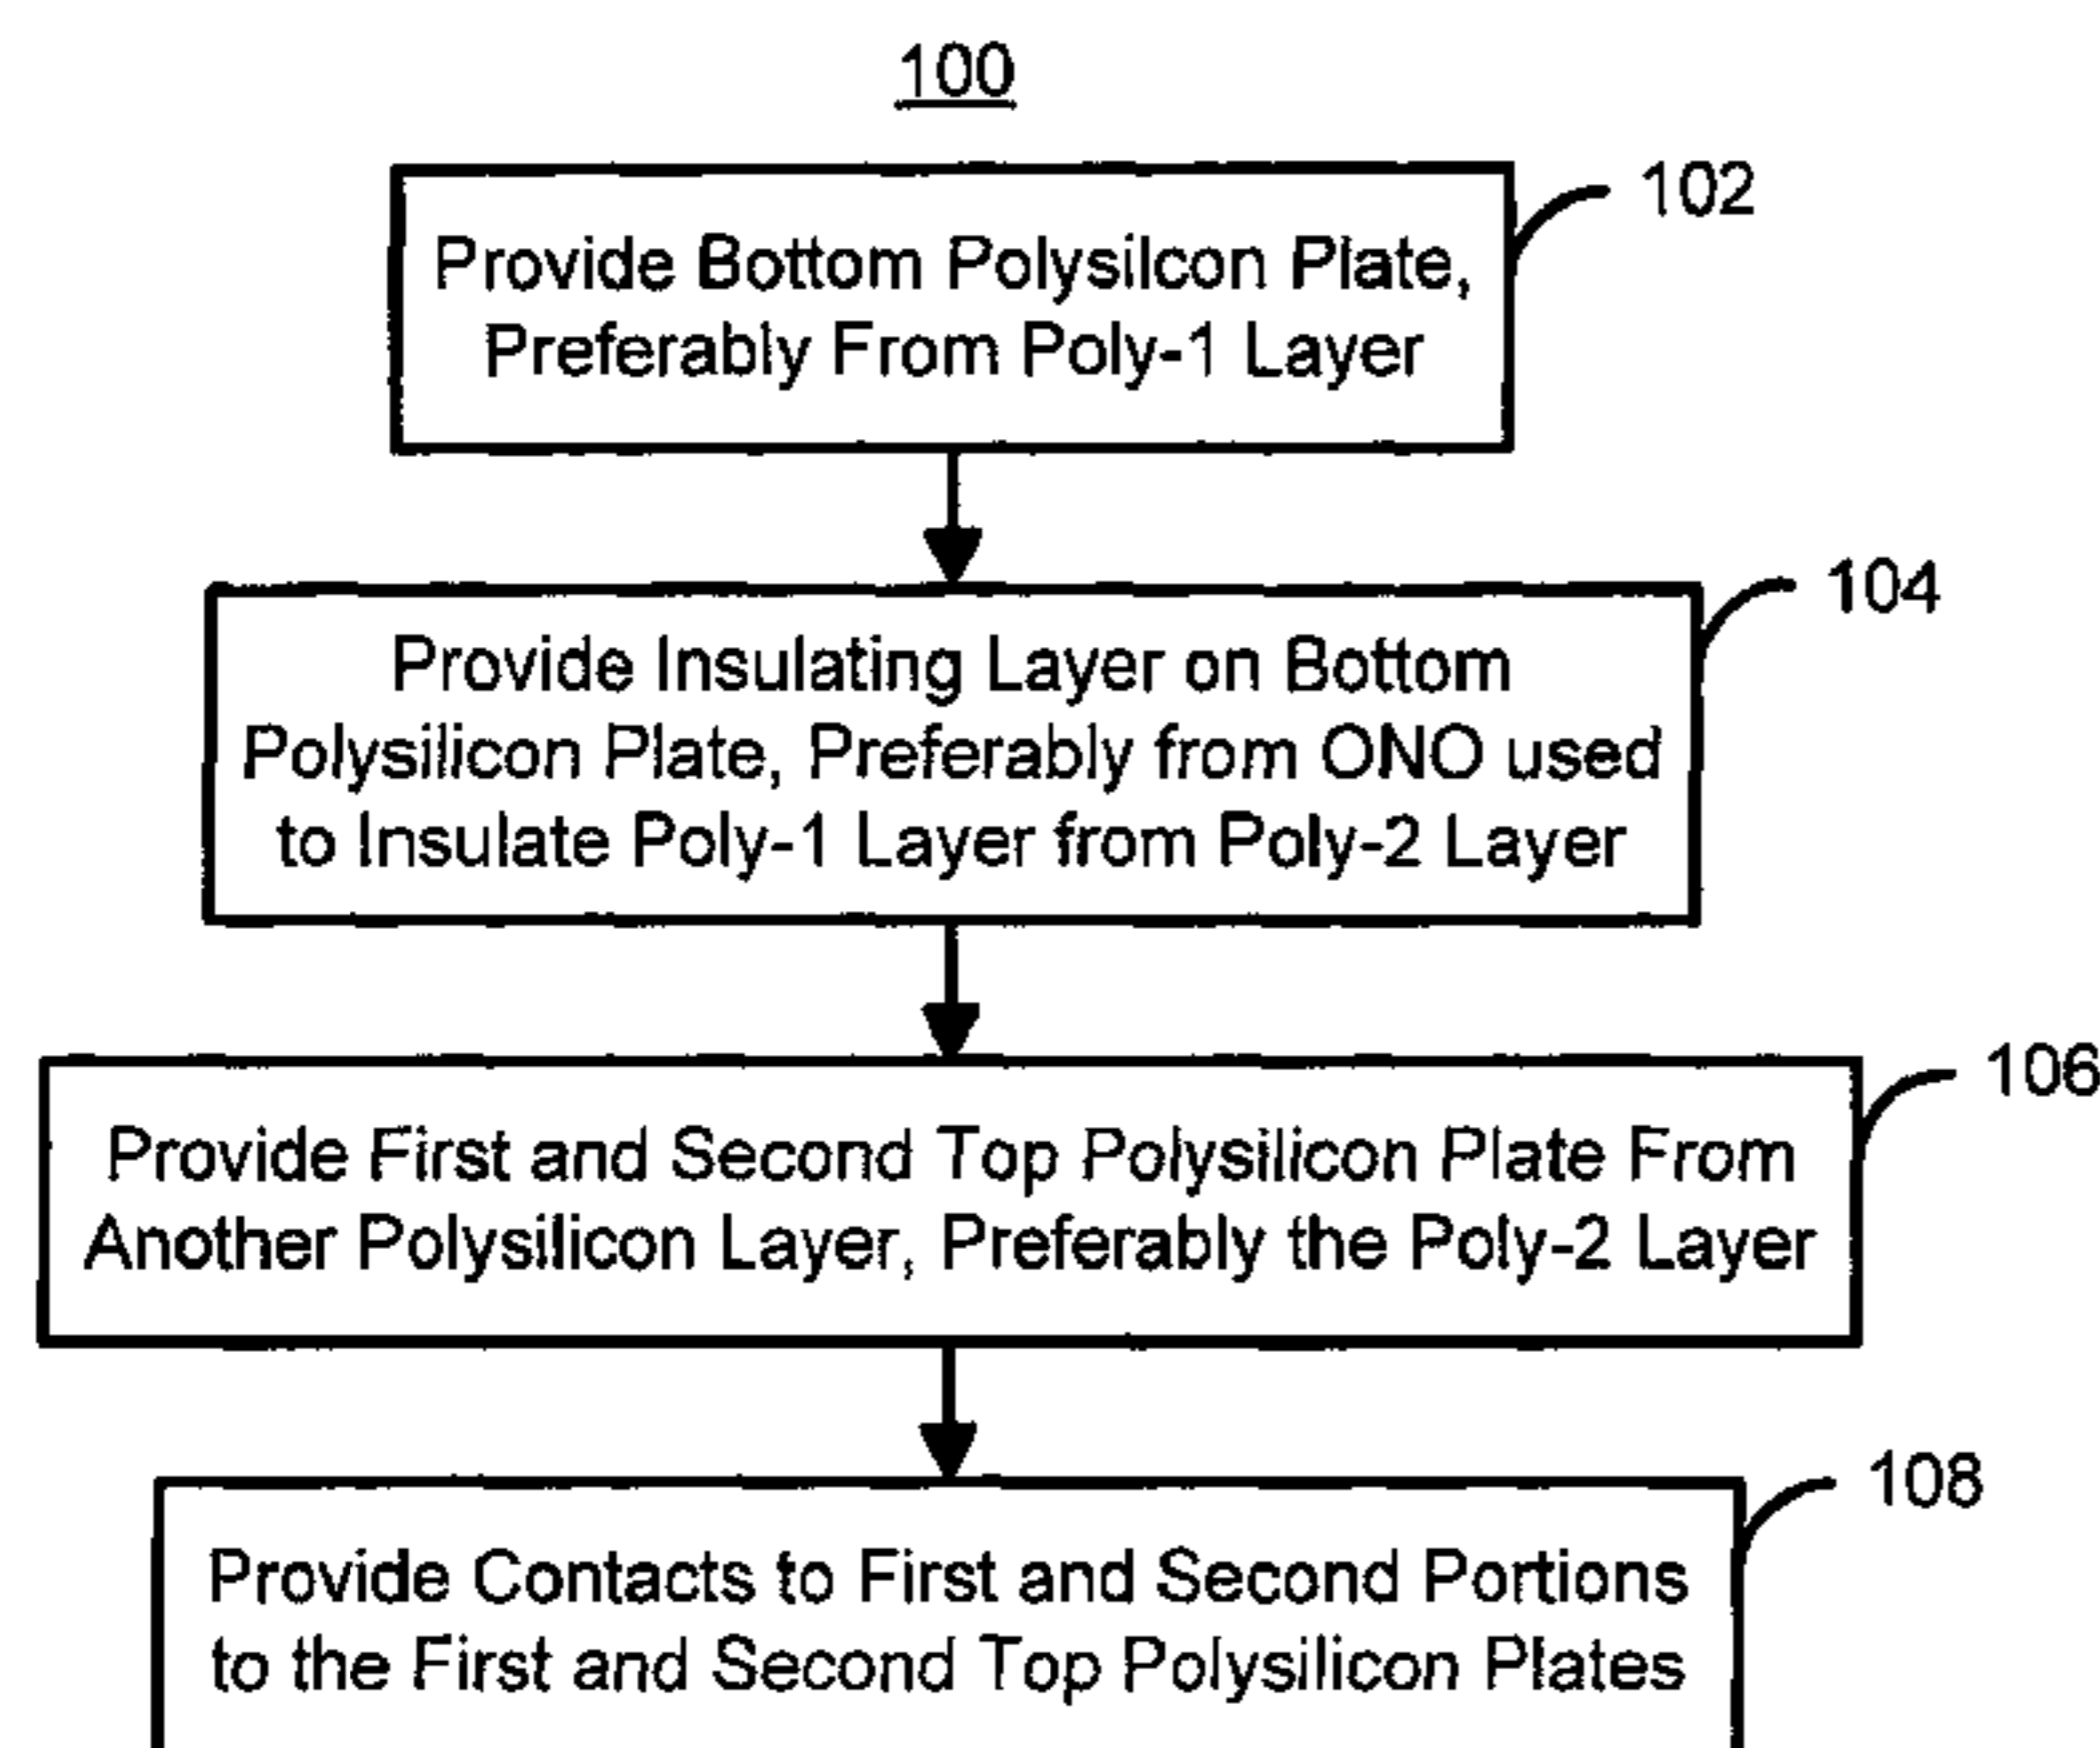 100
102
Provide Bottom Polysilcon Plate,
Preferably From Poly-1 Layer
104
Provide Insulating Layer on Bottom
Polysilicon Plate, Preferably from ONO used
to Insulate Poly-1 Layer from Poly-2 Layer
106
Provide First and Second Top Polysilicon Plate From
Another Polysilicon Layer, Preferably the Poly-2 Layer
108
Provide Contacts to First and Second Portions
to the First and Second Top Polysilicon Plates